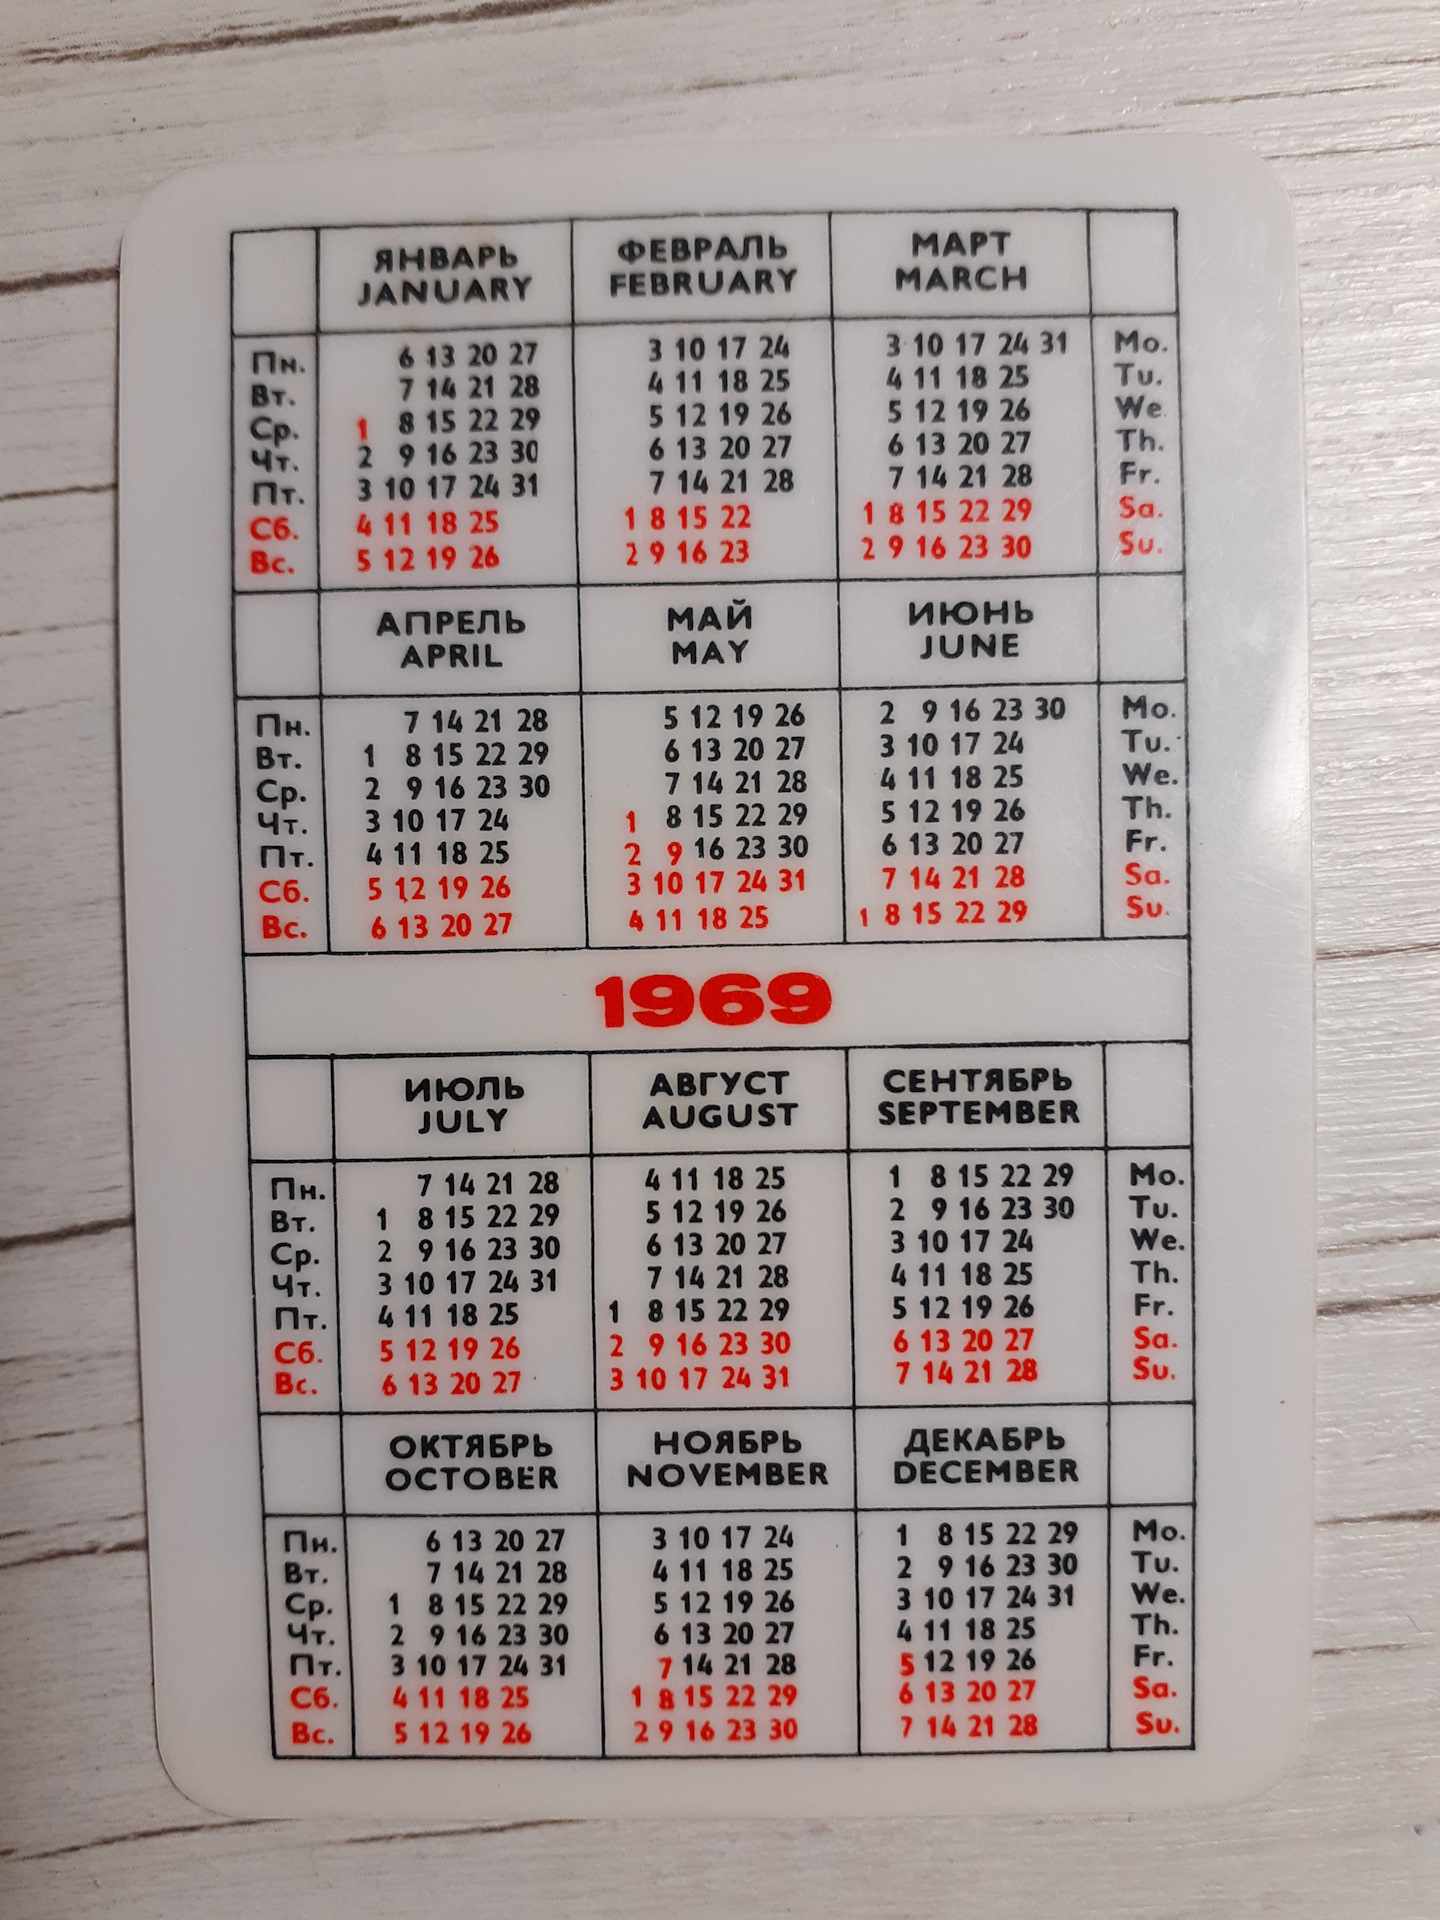 ЯНВАРЬ ФЕВРАЛЬ МАРТ
JANUARY FEBRUARY MARCH
Пн. 6 13 20 27 3 10 17 24 3 10 17 24 31 Mo.
Вт. 7 14 21 28 4 11 18 25 4 11 18 25 Tu.
Ср. 1 8 15 22 29 5 12 19 26 5 12 19 26 We.
Чт. 2 9 16 23 30 6 13 20 27 6 13 20 27 Th.
Пт. 3 10 17 24 31 7 14 21 28 7 14 21 28 Fr.
Сб. 4 11 18 25 1 8 15 22 1 8 15 22 29 Sa.
Вс. 5 12 19 26 2 9 16 23 2 9 16 23 30 Su.
АПРЕЛЬ МАЙ ИЮНЬ
APRIL MAY JUNE
Пн. 7 14 21 28 5 12 19 26 2 9 16 23 30 Mo.
Вт. 1 8 15 22 29 6 13 20 27 3 10 17 24 Tu.
Ср. 2 9 16 23 30 7 14 21 28 4 11 18 25 We.
Чт. 3 10 17 24 1 8 15 22 29 5 12 19 26 Th.
Пт. 4 11 18 25 2 9 16 23 30 6 13 20 27 Fr.
Сб. 5 12 19 26 3 10 17 24 31 7 14 21 28 Sa.
Вс. 6 13 20 27 4 11 18 25 1 8 15 22 29 Su.
1969
ИЮЛЬ АВГУСТ СЕНТЯБРЬ
JULY AUGUST SEPTEMBER
Пн. 7 14 21 28 4 11 18 25 1 8 15 22 29 Mo.
Вт. 1 8 15 22 29 5 12 19 26 2 9 16 23 30 Tu.
Ср. 2 9 16 23 30 6 13 20 27 3 10 17 24 We.
Чт. 3 10 17 24 31 7 14 21 28 4 11 18 25 Th.
Пт. 4 11 18 25 1 8 15 22 29 5 12 19 26 Fr.
Сб. 5 12 19 26 2 9 16 23 30 6 13 20 27 Sa.
Вс. 6 13 20 27 3 10 17 24 31 7 14 21 28 Su.
ОКТЯБРЬ НОЯБРЬ ДЕКАБРЬ
OCTOBER NOVEMBER DECEMBER
Пн. 6 13 20 27 3 10 17 24 1 8 15 22 29 Mo.
Вт. 7 14 21 28 4 11 18 25 2 9 16 23 30 Tu.
Ср. 1 8 15 22 29 5 12 19 26 3 10 17 24 31 We.
Чт. 2 9 16 23 30 6 13 20 27 4 11 18 25 Th.
Пт. 3 10 17 24 31 7 14 21 28 5 12 19 26 Fr.
Сб. 4 11 18 25 1 8 15 22 29 6 13 20 27 Sa.
Вс. 5 12 19 26 2 9 16 23 30 7 14 21 28 Su.